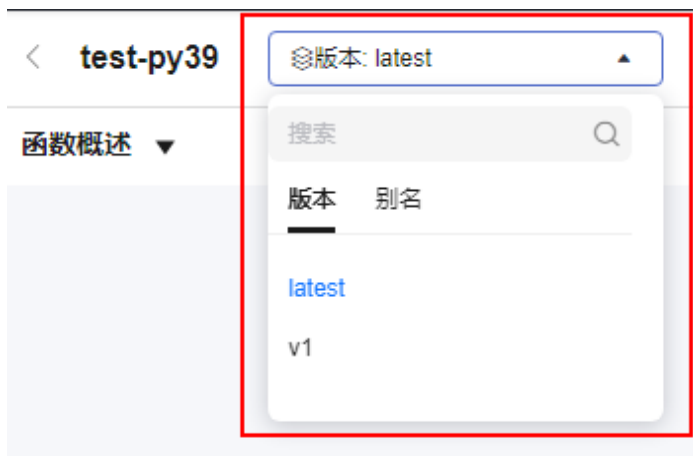 test-py39
版本: latest
函数概述
搜索
版本 别名
latest
v1